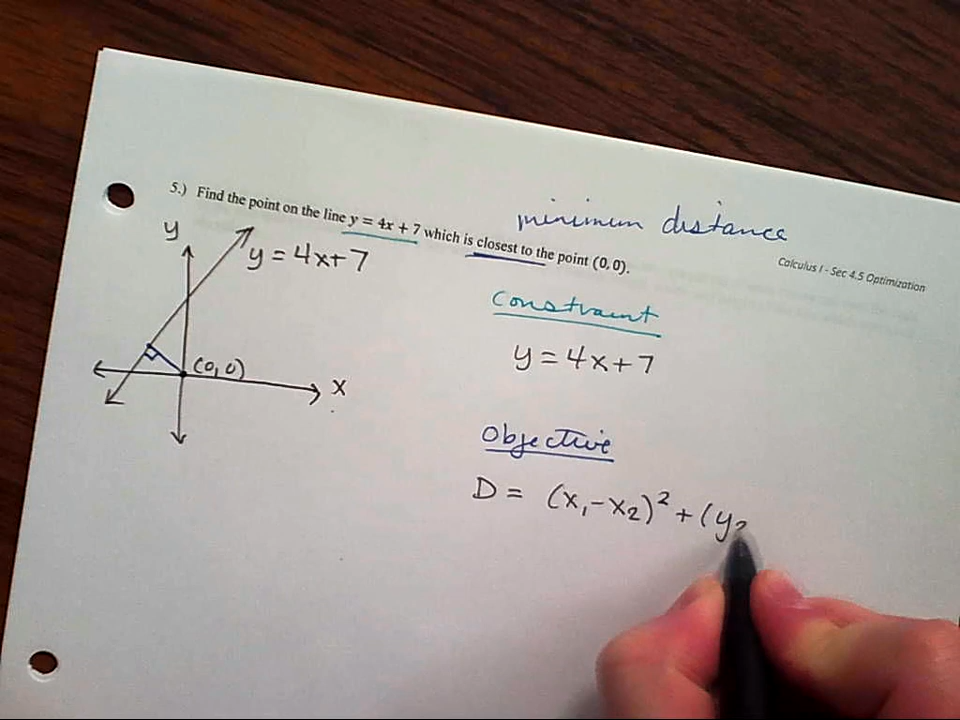 5.) Find the point on the line y = 4x + 7 which is closest to the point (0, 0).
minimum distance
Calculus I - Sec 4.5 Optimization
y
y = 4x+7
(0,0)
x
Constraint
y = 4x+7
Objective
D = (x₁-x₂)² + (y₂